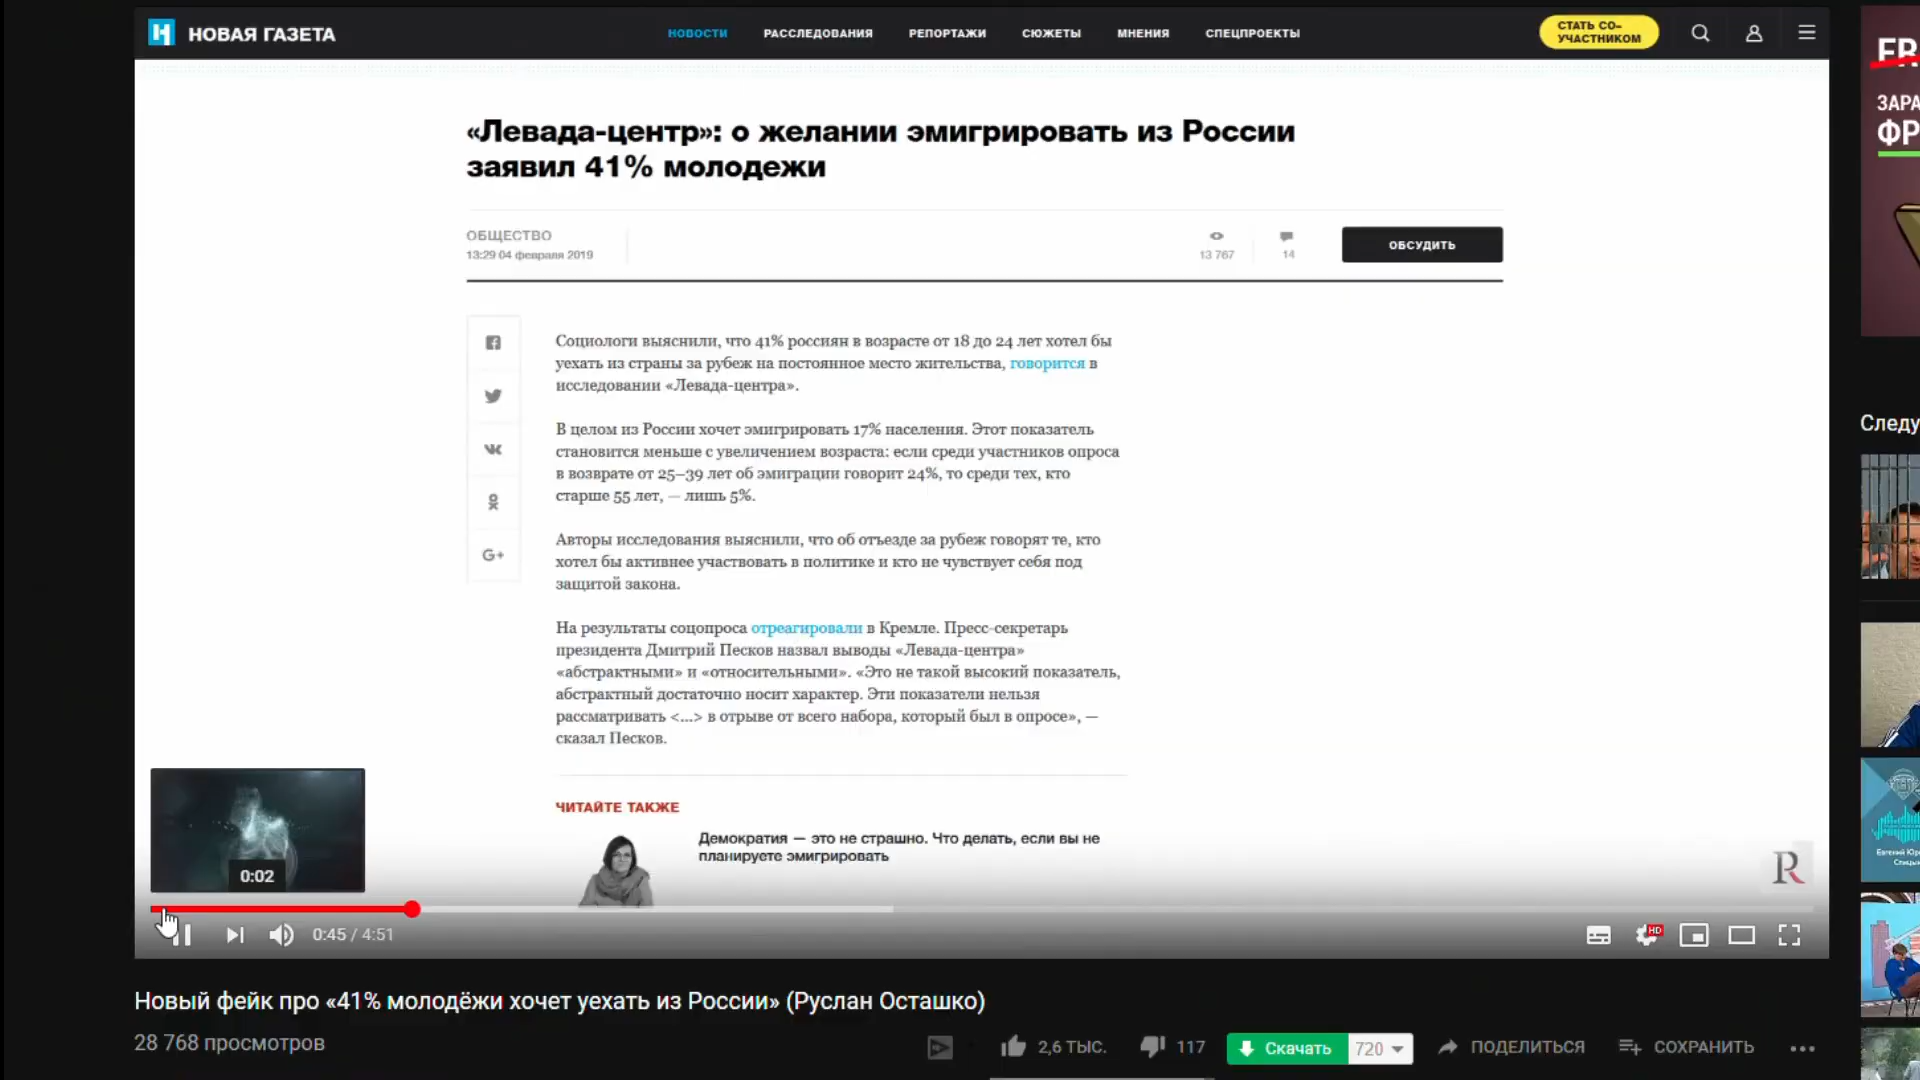 НОВАЯ ГАЗЕТА
НОВОСТИ РАССЛЕДОВАНИЯ РЕПОРТАЖИ СЮЖЕТЫ МНЕНИЯ СПЕЦПРОЕКТЫ
СТАТЬ СО-
УЧАСТНИКОМ
«Левада-центр»: о желании эмигрировать из России
заявил 41% молодежи
ОБЩЕСТВО
13:29 04 февраля 2019
13 767
14
ОБСУДИТЬ
Социологи выяснили, что 41% россиян в возрасте от 18 до 24 лет хотел бы
уехать из страны за рубеж на постоянное место жительства, говорится в
исследовании «Левада-центра».
В целом из России хочет эмигрировать 17% населения. Этот показатель
становится меньше с увеличением возраста: если среди участников опроса
в возврате от 25–39 лет об эмиграции говорит 24%, то среди тех, кто
старше 55 лет, — лишь 5%.
Авторы исследования выяснили, что об отъезде за рубеж говорят те, кто
хотел бы активнее участвовать в политике и кто не чувствует себя под
защитой закона.
На результаты соцопроса отреагировали в Кремле. Пресс-секретарь
президента Дмитрий Песков назвал выводы «Левада-центра»
«абстрактными» и «относительными». «Это не такой высокий показатель,
абстрактный достаточно носит характер. Эти показатели нельзя
рассматривать <...> в отрыве от всего набора, который был в опросе», —
сказал Песков.
G+
ЧИТАЙТЕ ТАКЖЕ
Демократия — это не страшно. Что делать, если вы не
планируете эмигрировать
0:02
R
0:45 / 4:51
HD
Новый фейк про «41% молодёжи хочет уехать из России» (Руслан Осташко)
28 768 просмотров
2,6 ТЫС.
117
Скачать
720
ПОДЕЛИТЬСЯ
СОХРАНИТЬ
ЗАРА
ФР
Следу